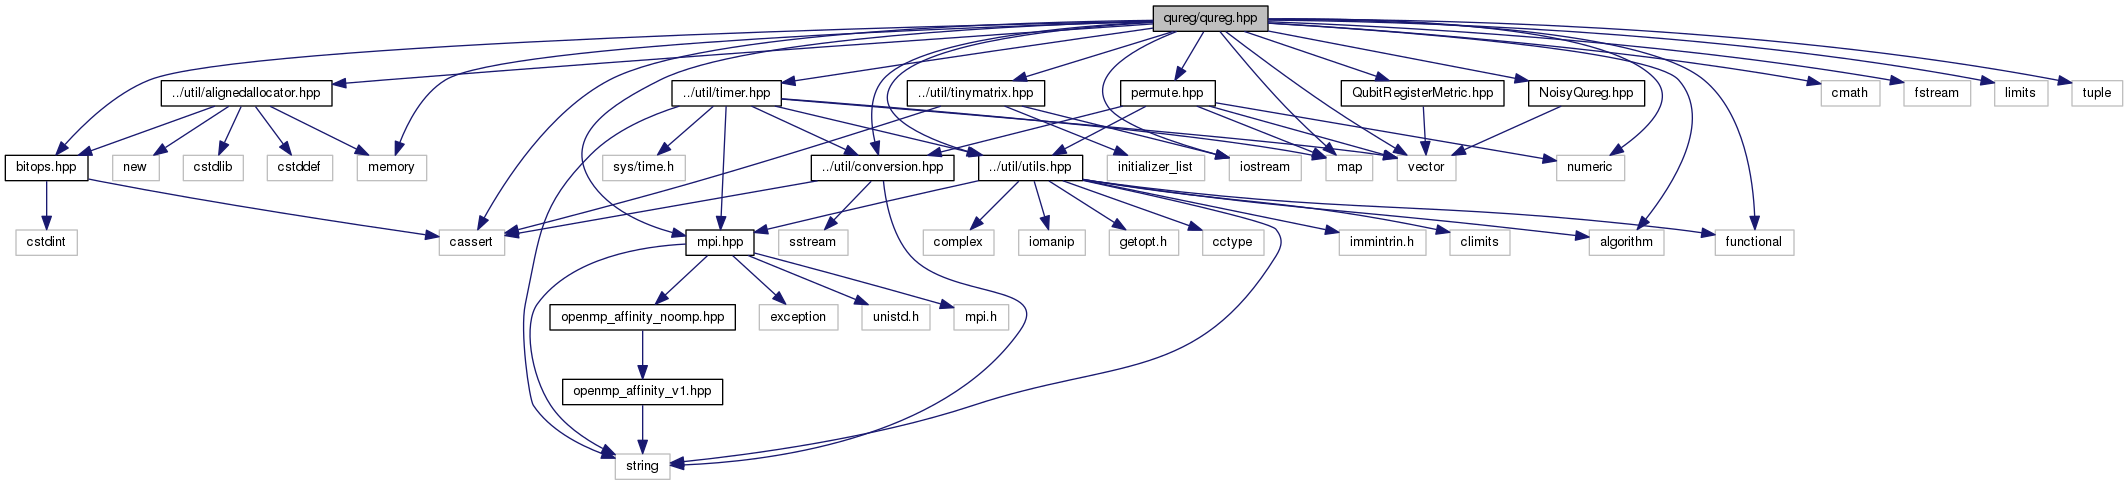 qureg/qureg.hpp
../util/alignedallocator.hpp
../util/timer.hpp
../util/tinymatrix.hpp
permute.hpp
QubitRegisterMetric.hpp
NoisyQureg.hpp
cmath
fstream
limits
tuple
bitops.hpp
new
cstdlib
cstddef
memory
sys/time.h
../util/conversion.hpp
../util/utils.hpp
initializer_list
iostream
map
vector
numeric
cstdint
cassert
mpi.hpp
sstream
complex
iomanip
getopt.h
cctype
immintrin.h
climits
algorithm
functional
openmp_affinity_noomp.hpp
exception
unistd.h
mpi.h
openmp_affinity_v1.hpp
string